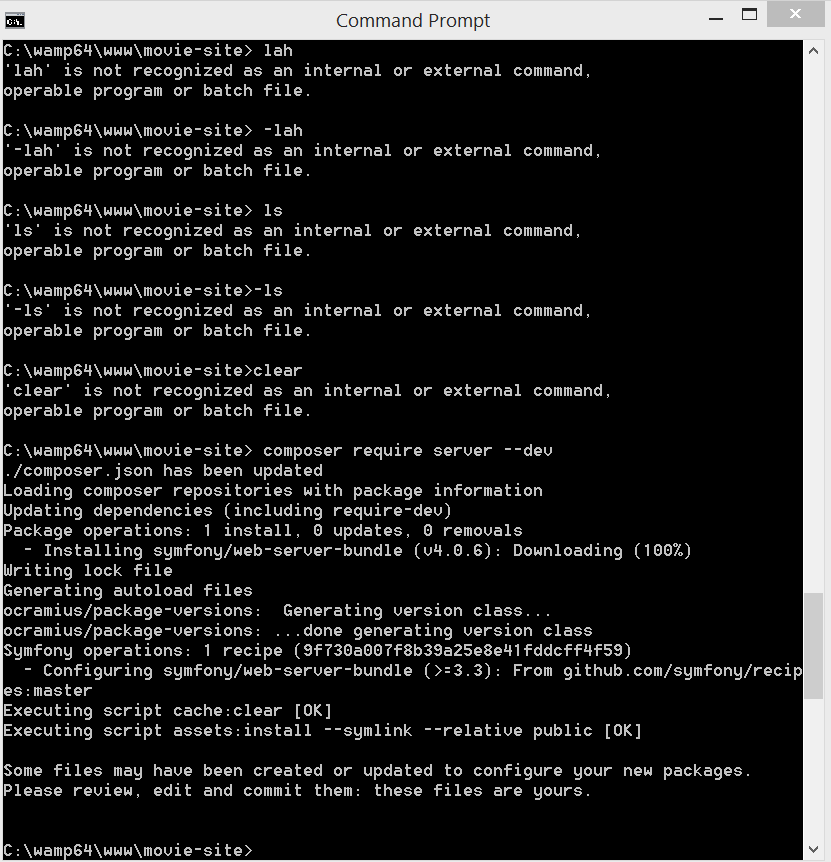 Command Prompt
C:\wamp64\www\movie-site> lah
'lah' is not recognized as an internal or external command,
operable program or batch file.
C:\wamp64\www\movie-site> -lah
'-lah' is not recognized as an internal or external command,
operable program or batch file.
C:\wamp64\www\movie-site> ls
'ls' is not recognized as an internal or external command,
operable program or batch file.
C:\wamp64\www\movie-site>-ls
'-ls' is not recognized as an internal or external command,
operable program or batch file.
C:\wamp64\www\movie-site>clear
'clear' is not recognized as an internal or external command,
operable program or batch file.
C:\wamp64\www\movie-site> composer require server --dev
./composer.json has been updated
Loading composer repositories with package information
Updating dependencies (including require-dev)
Package operations: 1 install, 0 updates, 0 removals
  - Installing symfony/web-server-bundle (v4.0.6): Downloading (100%)
Writing lock file
Generating autoload files
ocramius/package-versions:  Generating version class...
ocramius/package-versions: ...done generating version class
Symfony operations: 1 recipe (9f730a007f8b39a25e8e41fddcff4f59)
  - Configuring symfony/web-server-bundle (>=3.3): From github.com/symfony/recip
es:master
Executing script cache:clear [OK]
Executing script assets:install --symlink --relative public [OK]
Some files may have been created or updated to configure your new packages.
Please review, edit and commit them: these files are yours.
C:\wamp64\www\movie-site>